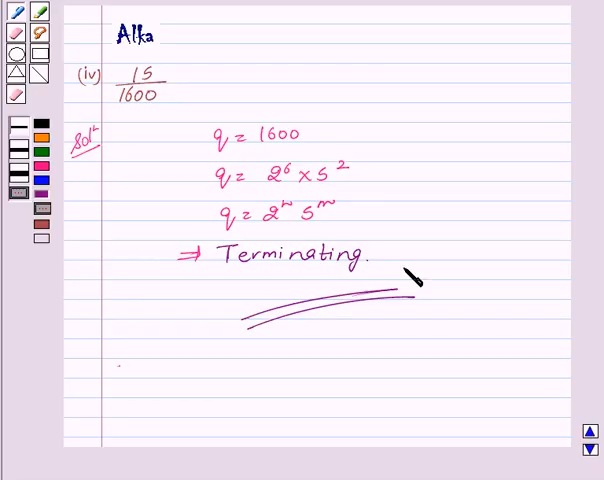 Alka
(iv) 15
1600
Solⁿ
q = 1600
q = 2⁶ × 5²
q = 2ⁿ 5ᵐ
⇒ Terminating.